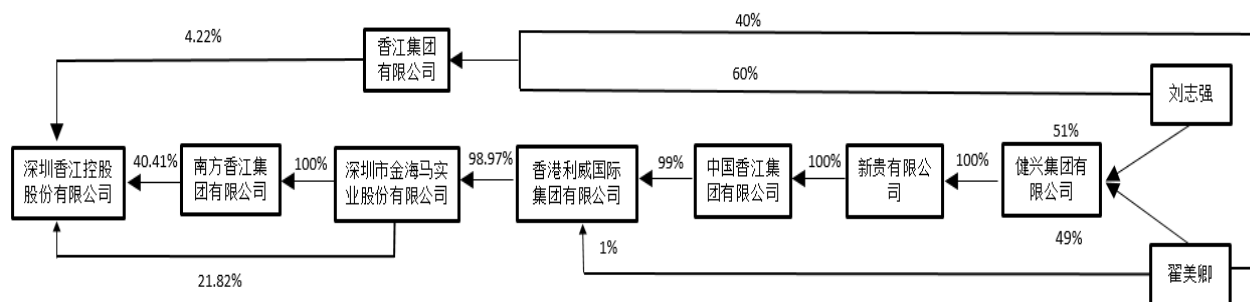 40%
4.22%
香江集团
有限公司
60%
刘志强
51%
深圳香江控股
股份有限公司
40.41%
南方香江集
团有限公司
100%
深圳市金海马实
业股份有限公司
98.97%
香港利威国际
集团有限公司
99%
中国香江集
团有限公司
100%
新贵有限公
司
100%
健兴集团有
限公司
49%
1%
21.82%
翟美卿